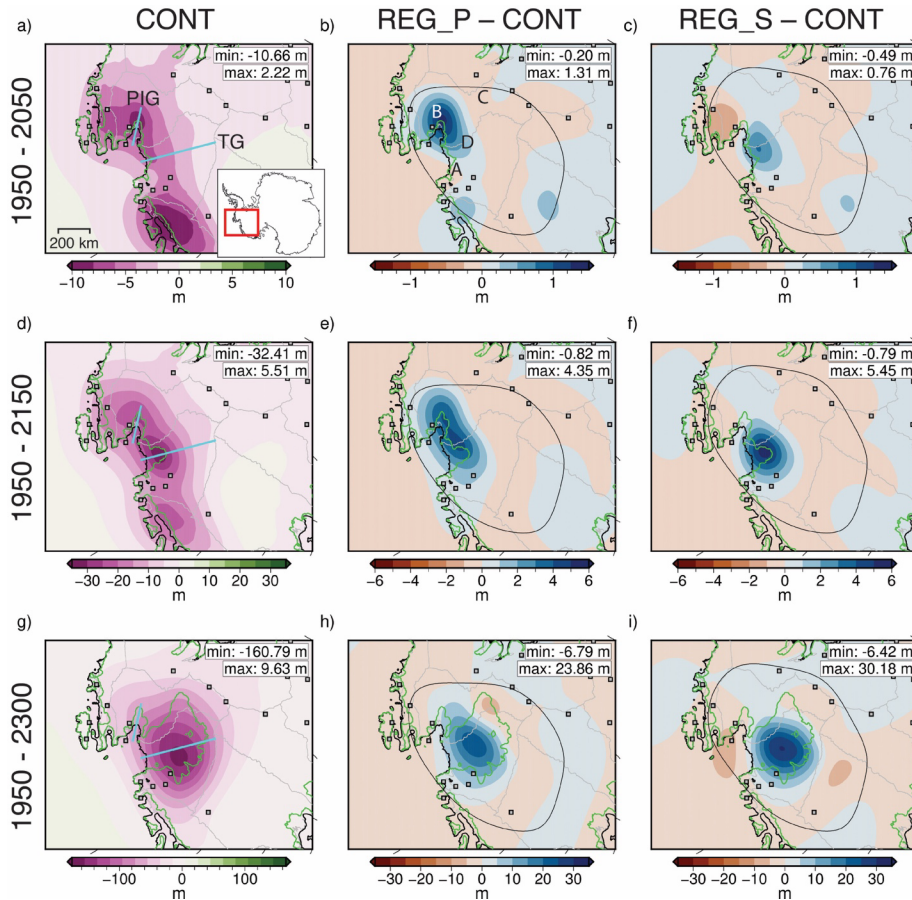 CONT REG_P – CONT REG_S – CONT
a) b) c)
1950 - 2050
min: -10.66 m
max: 2.22 m
PIG
TG
200 km
min: -0.20 m
max: 1.31 m
C
B
D
A
min: -0.49 m
max: 0.76 m
−10 −5 0 5 10
m
−1 0 1
m
−1 0 1
m
d) e) f)
1950 - 2150
min: -32.41 m
max: 5.51 m
min: -0.82 m
max: 4.35 m
min: -0.79 m
max: 5.45 m
−30 −20 −10 0 10 20 30
m
−6 −4 −2 0 2 4 6
m
−6 −4 −2 0 2 4 6
m
g) h) i)
1950 - 2300
min: -160.79 m
max: 9.63 m
min: -6.79 m
max: 23.86 m
min: -6.42 m
max: 30.18 m
−100 0 100
m
−30 −20 −10 0 10 20 30
m
−30 −20 −10 0 10 20 30
m